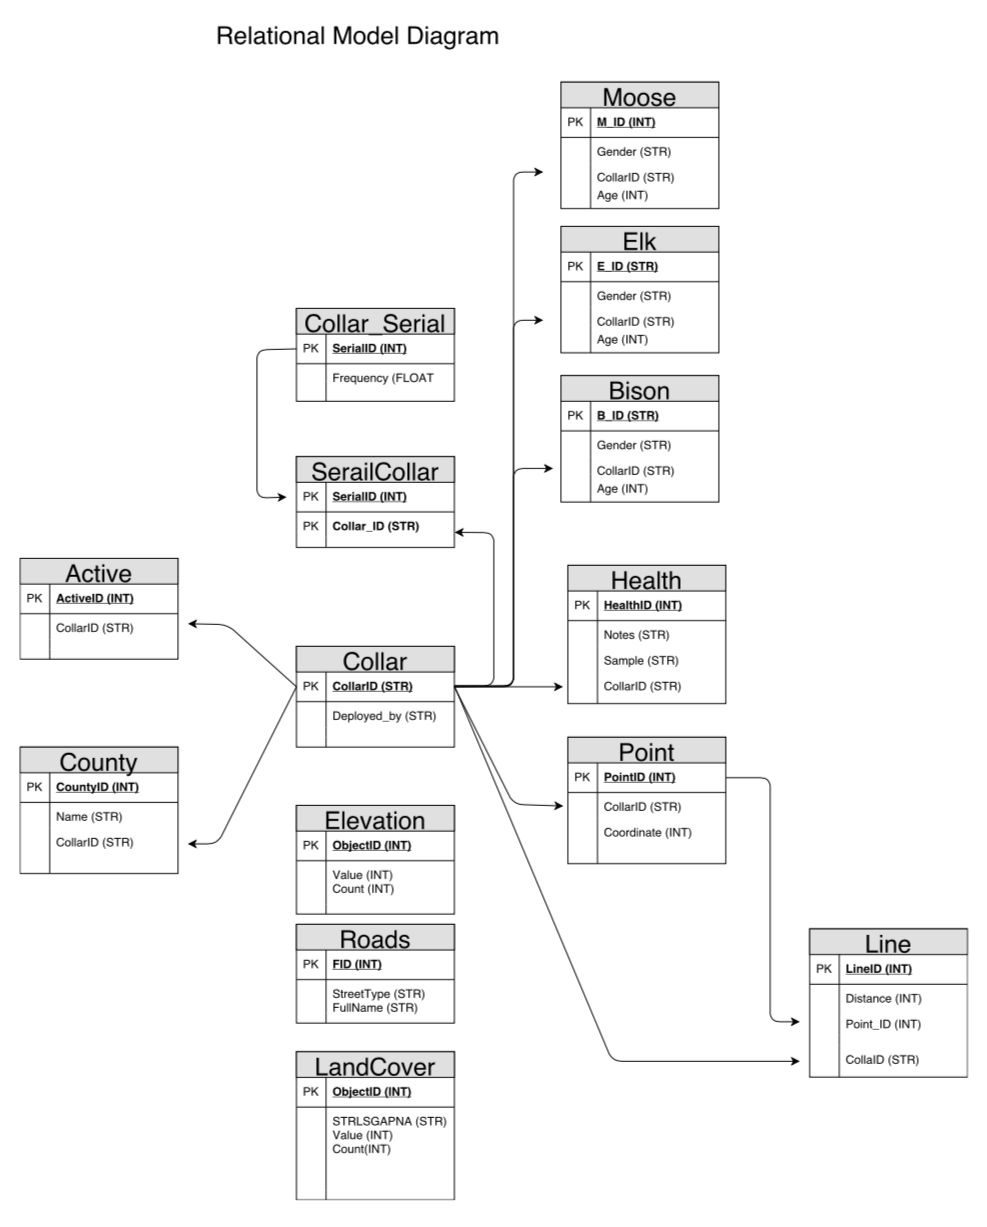 Relational Model Diagram
Moose
PK M_ID (INT)
Gender (STR)
CollarID (STR)
Age (INT)
Elk
PK E_ID (STR)
Gender (STR)
CollarID (STR)
Age (INT)
Collar_Serial
PK SerialID (INT)
Frequency (FLOAT
Bison
PK B_ID (STR)
Gender (STR)
CollarID (STR)
Age (INT)
SerailCollar
PK SerialID (INT)
PK Collar_ID (STR)
Active
PK ActiveID (INT)
CollarID (STR)
Health
PK HealthID (INT)
Notes (STR)
Sample (STR)
CollarID (STR)
Collar
PK CollarID (STR)
Deployed_by (STR)
County
PK CountyID (INT)
Name (STR)
CollarID (STR)
Point
PK PointID (INT)
CollarID (STR)
Coordinate (INT)
Elevation
PK ObjectID (INT)
Value (INT)
Count (INT)
Roads
PK FID (INT)
StreetType (STR)
FullName (STR)
Line
PK LineID (INT)
Distance (INT)
Point_ID (INT)
CollaID (STR)
LandCover
PK ObjectID (INT)
STRLSGAPNA (STR)
Value (INT)
Count(INT)